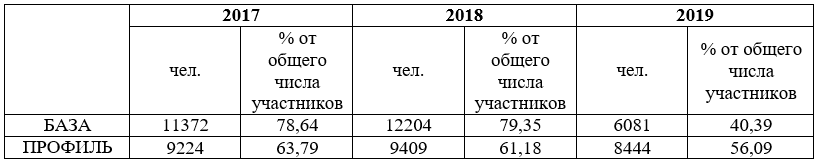 2017 2018 2019
чел. % от общего числа участников чел. % от общего числа участников чел. % от общего числа участников
БАЗА 11372 78,64 12204 79,35 6081 40,39
ПРОФИЛЬ 9224 63,79 9409 61,18 8444 56,09